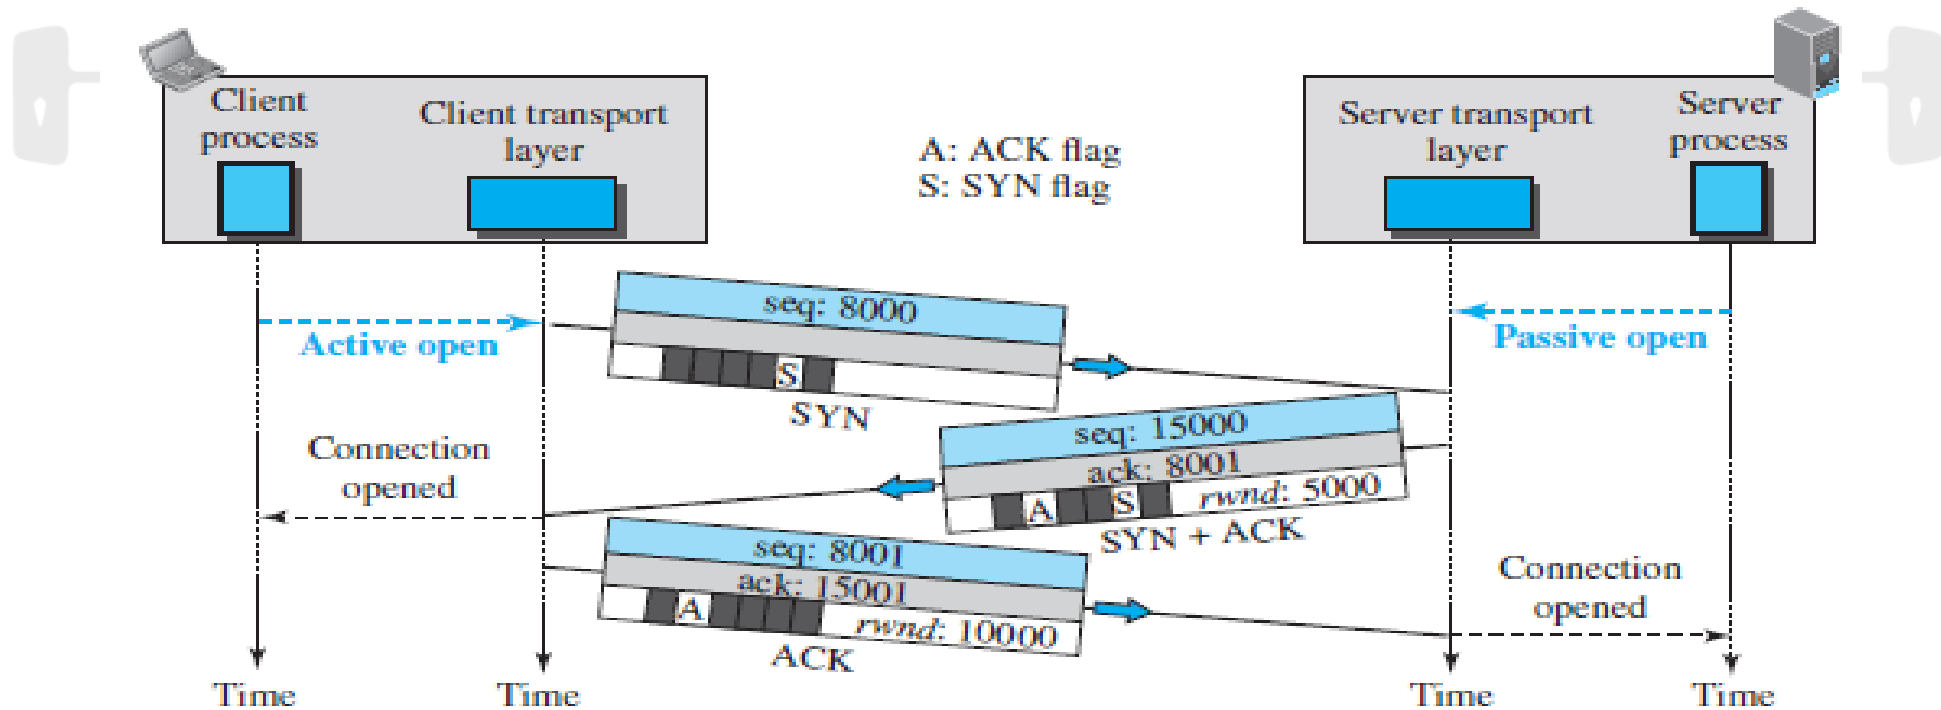 Client
process
Client transport
layer
A: ACK flag
S: SYN flag
Server transport
layer
Server
process
Active open
Passive open
seq: 8000
S
SYN
seq: 15000
ack: 8001
A
S
rwnd: 5000
SYN + ACK
Connection
opened
seq: 8001
ack: 15001
A
rwnd: 10000
ACK
Connection
opened
Time
Time
Time
Time